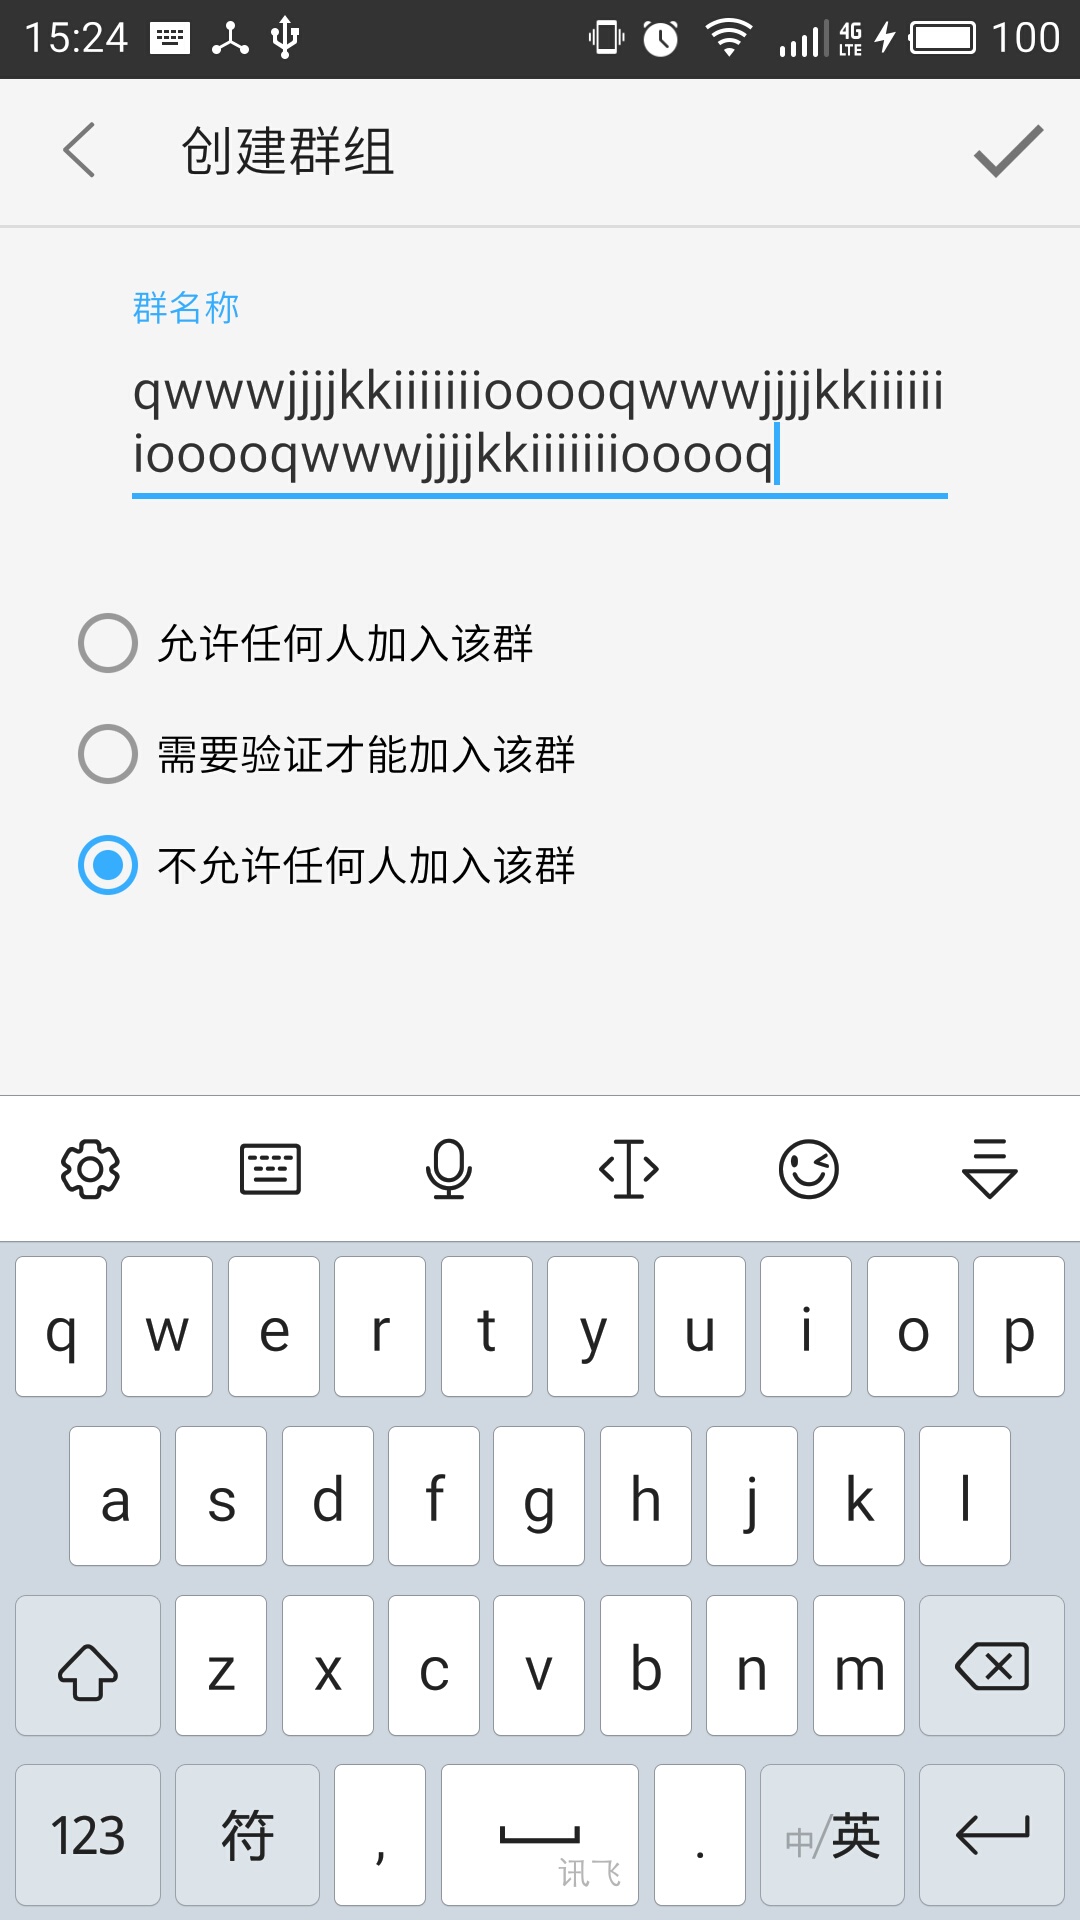 15:24 4G LTE 100
创建群组
群名称
qwwwjjjjkkiiiiiiiooooqwwwjjjjkkiiiiii
iooooqwwwjjjjkkiiiiiiiooooq
允许任何人加入该群
需要验证才能加入该群
不允许任何人加入该群
q w e r t y u i o p
a s d f g h j k l
z x c v b n m
123 符 , 讯飞 . 中/英